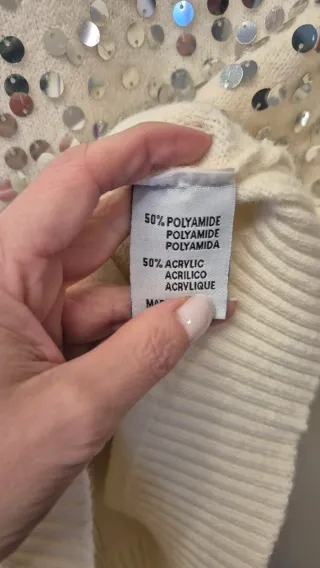 50% POLYAMIDE
POLYAMIDE
POLYAMIDA
50% ACRYLIC
ACRILICO
ACRYLIQUE